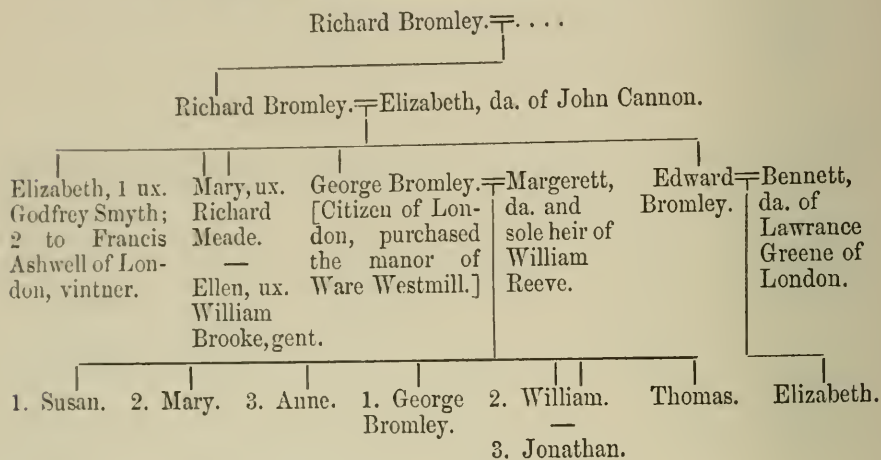 Richard Bromley.=. . . .
Richard Bromley.=Elizabeth, da. of John Cannon.
Elizabeth, 1 ux.
Godfrey Smyth;
2 to Francis
Ashwell of Lon-
don, vintner.
Mary, ux.
Richard
Meade.
—
Ellen, ux.
William
Brooke, gent.
George Bromley.=
[Citizen of Lon-
don, purchased
the manor of
Ware Westmill.]
Margerett,
da. and
sole heir of
William
Reeve.
Edward=
Bromley.
Bennett,
da. of
Lawrance
Greene of
London.
1. Susan.
2. Mary.
3. Anne.
1. George
Bromley.
2. William.
—
3. Jonathan.
Thomas.
Elizabeth.